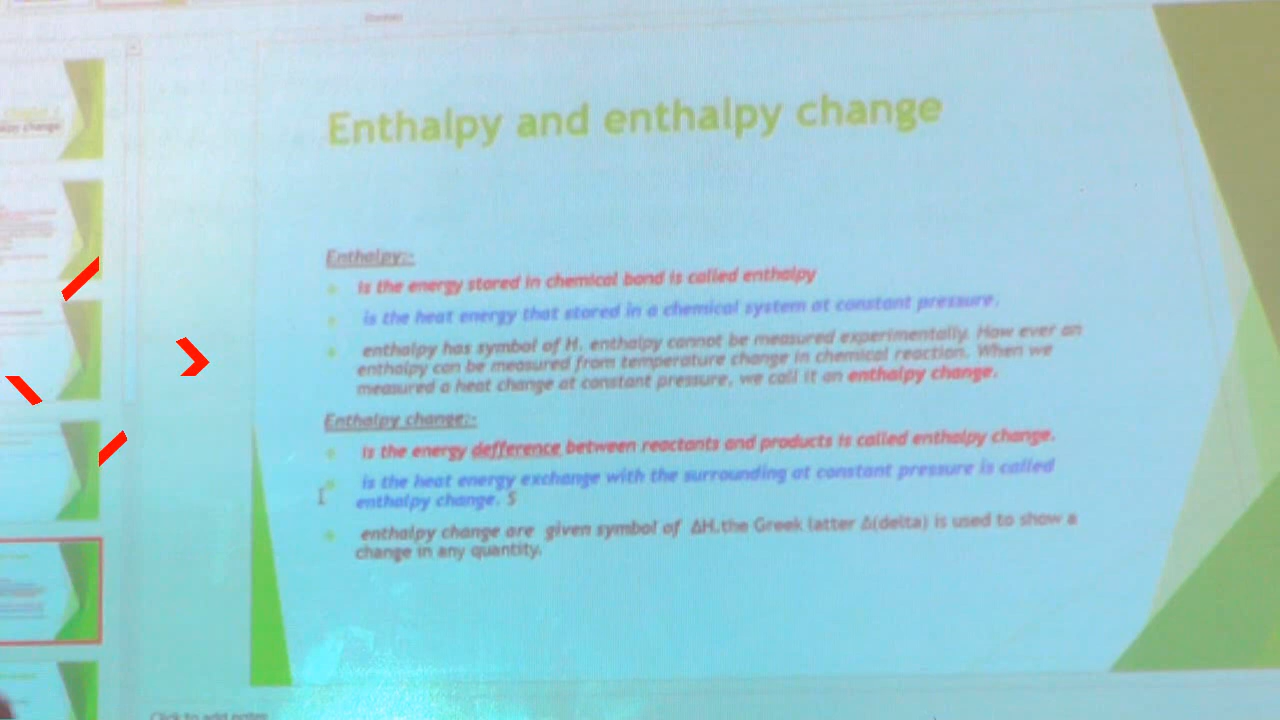 Enthalpy and enthalpy change
Enthalpy:-
is the energy stored in chemical bond is called enthalpy
is the heat energy that stored in a chemical system at constant pressure.
enthalpy has symbol of H. enthalpy cannot be measured experimentally. How ever an
enthalpy can be measured from temperature change in chemical reaction. When we
measured a heat change at constant pressure, we call it an enthalpy change.
Enthalpy change:-
is the energy defference between reactants and products is called enthalpy change.
is the heat energy exchange with the surrounding at constant pressure is called
enthalpy change. S
enthalpy change are given symbol of ΔH.the Greek latter Δ(delta) is used to show a
change in any quantity.
Click to add notes